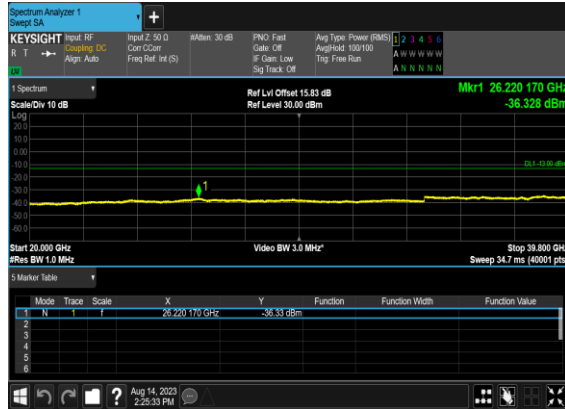 Spectrum Analyzer 1
Swept SA
KEYSIGHT Input: RF Input Z: 50 Ω #Atten: 30 dB PNO: Fast Avg Type: Power (RMS) 1 2 3 4 5 6
R T Coupling: DC Corr CCorr Gate: Off Avg|Hold: 100/100 A W W W W W
Align: Auto Freq Ref: Int (S) IF Gain: Low Trig: Free Run
Sig Track: Off A N N N N N
1 Spectrum Ref Lvl Offset 15.83 dB Mkr1 26.220 170 GHz
Scale/Div 10 dB Ref Level 30.00 dBm -36.328 dBm
Log
20.0
10.0
0.00
-10.0 DL1 -13.00 dBm
-20.0
-30.0 1
-40.0
-50.0
-60.0
Start 20.000 GHz Video BW 3.0 MHz* Stop 39.800 GHz
#Res BW 1.0 MHz Sweep 34.7 ms (40001 pts
5 Marker Table
Mode Trace Scale X Y Function Function Width Function Value
1 N 1 f 26.220 170 GHz -36.33 dBm
2
3
4
5
6
? Aug 14, 2023
2:25:33 PM